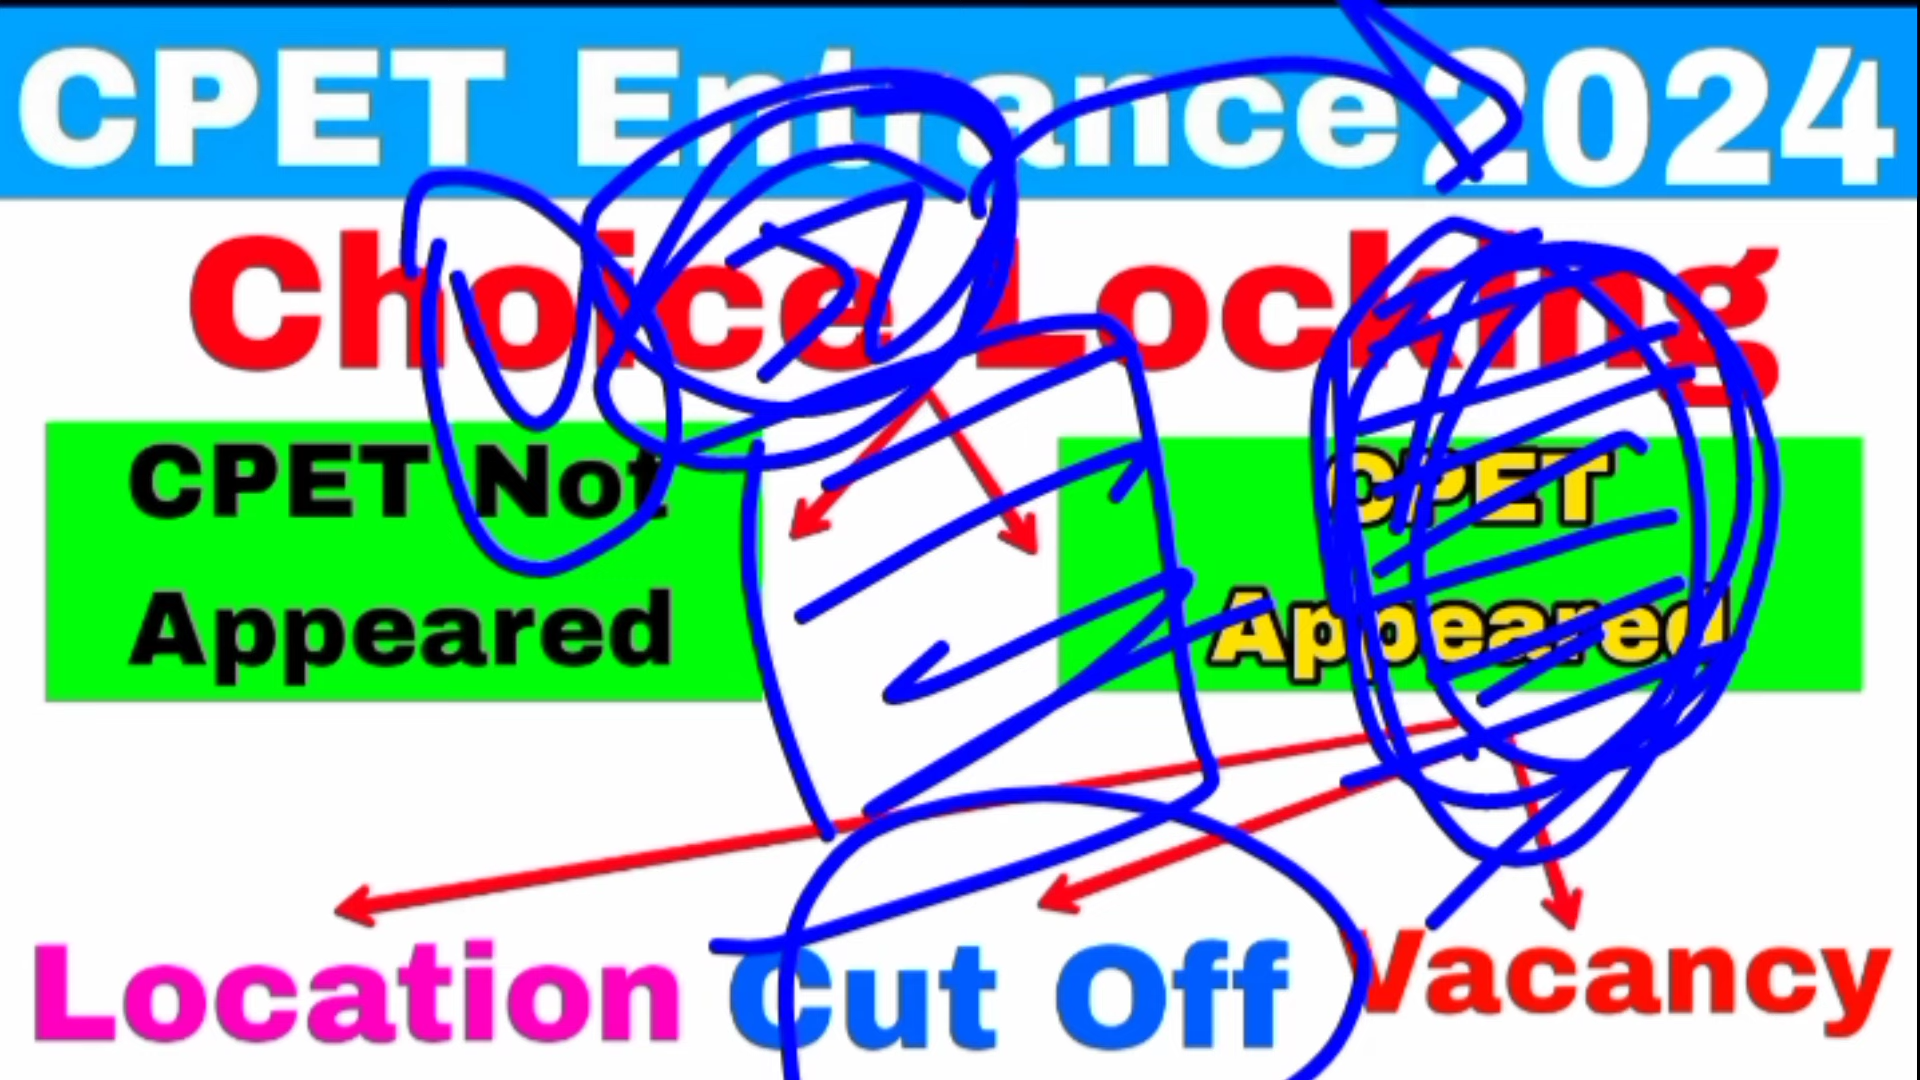 CPET Entrance 2024
Choice Locking
CPET Not
Appeared
CPET
Appeared
Location Cut Off Vacancy